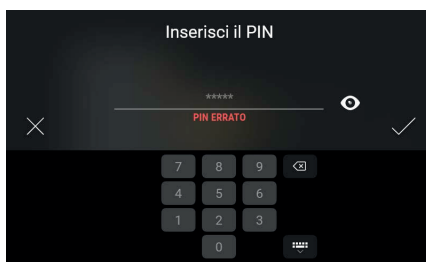 Inserisci il PIN
*****
PIN ERRATO
7 8 9
4 5 6
1 2 3
0